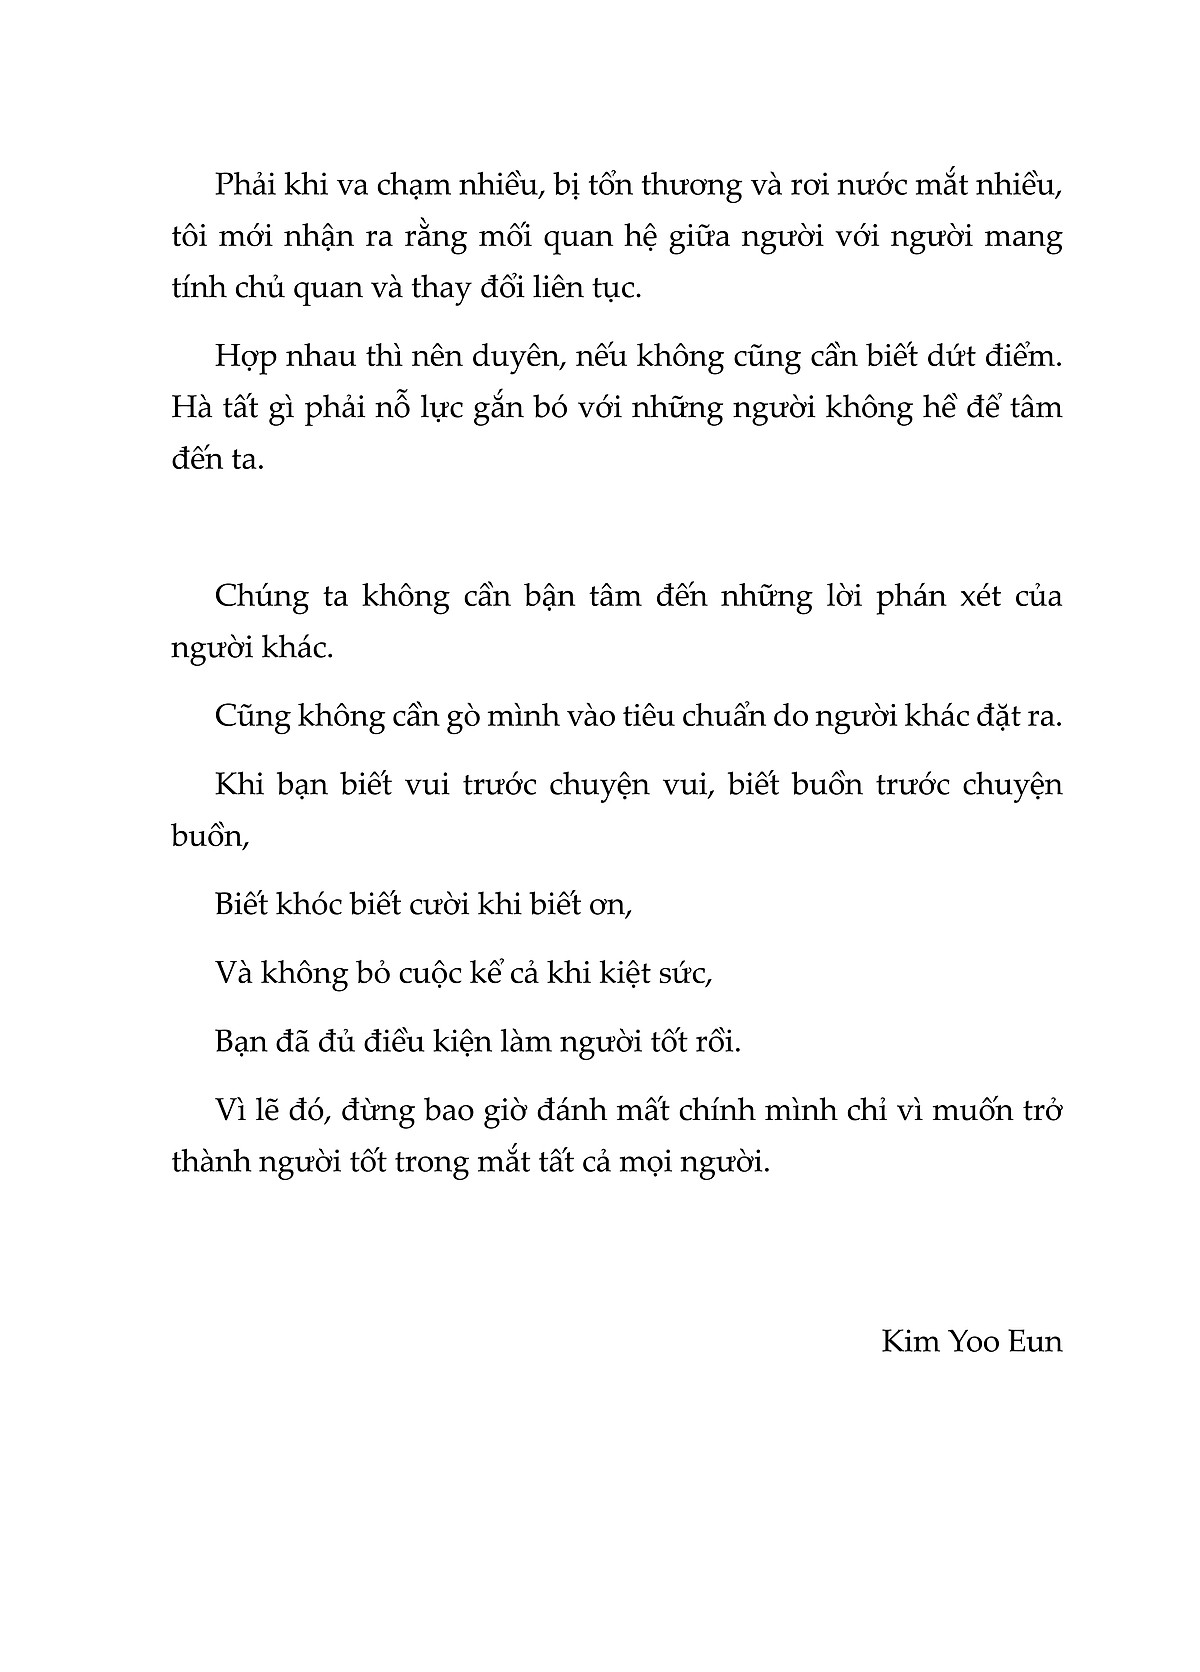 Phải khi va chạm nhiều, bị tổn thương và rơi nước mắt nhiều,
tôi mới nhận ra rằng mối quan hệ giữa người với người mang
tính chủ quan và thay đổi liên tục.
Hợp nhau thì nên duyên, nếu không cũng cần biết dứt điểm.
Hà tất gì phải nỗ lực gắn bó với những người không hề để tâm
đến ta.
Chúng ta không cần bận tâm đến những lời phán xét của
người khác.
Cũng không cần gò mình vào tiêu chuẩn do người khác đặt ra.
Khi bạn biết vui trước chuyện vui, biết buồn trước chuyện
buồn,
Biết khóc biết cười khi biết ơn,
Và không bỏ cuộc kể cả khi kiệt sức,
Bạn đã đủ điều kiện làm người tốt rồi.
Vì lẽ đó, đừng bao giờ đánh mất chính mình chỉ vì muốn trở
thành người tốt trong mắt tất cả mọi người.
Kim Yoo Eun